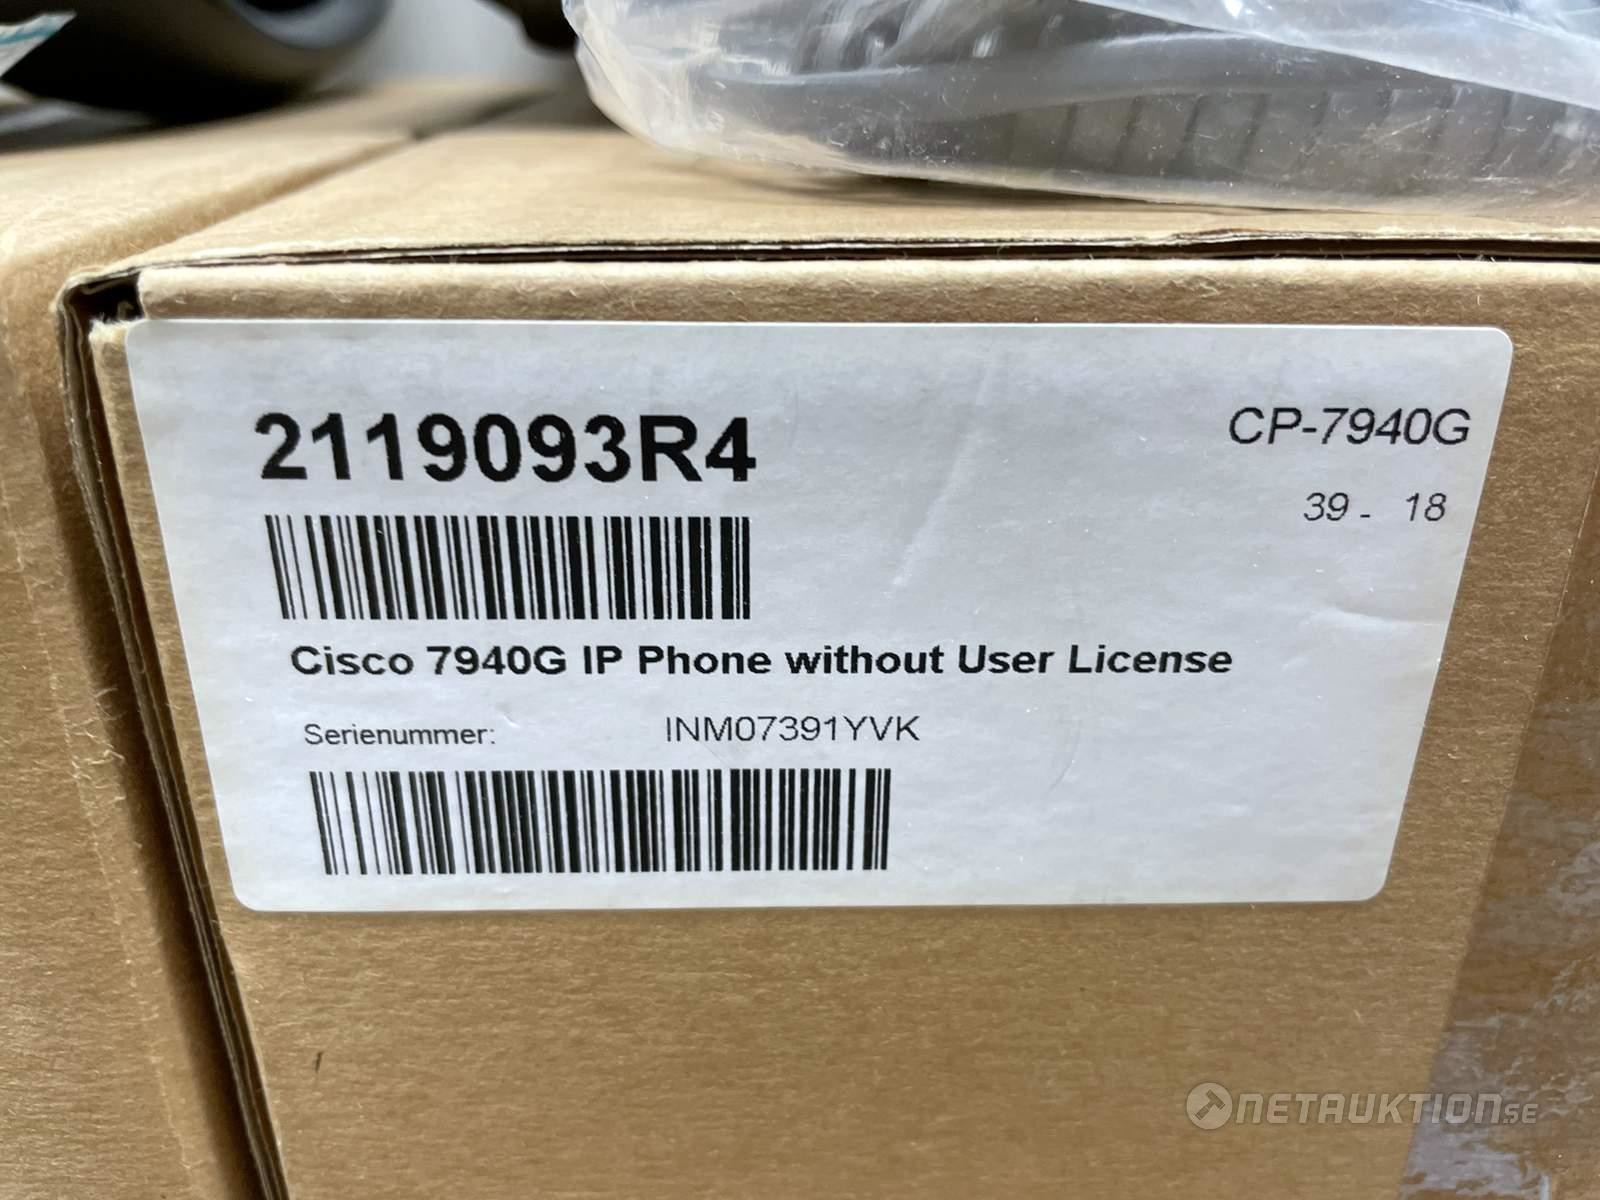 2119093R4
CP-7940G
39 - 18
Cisco 7940G IP Phone without User License
Serienummer: INM07391YVK
NETAUKTION.SE